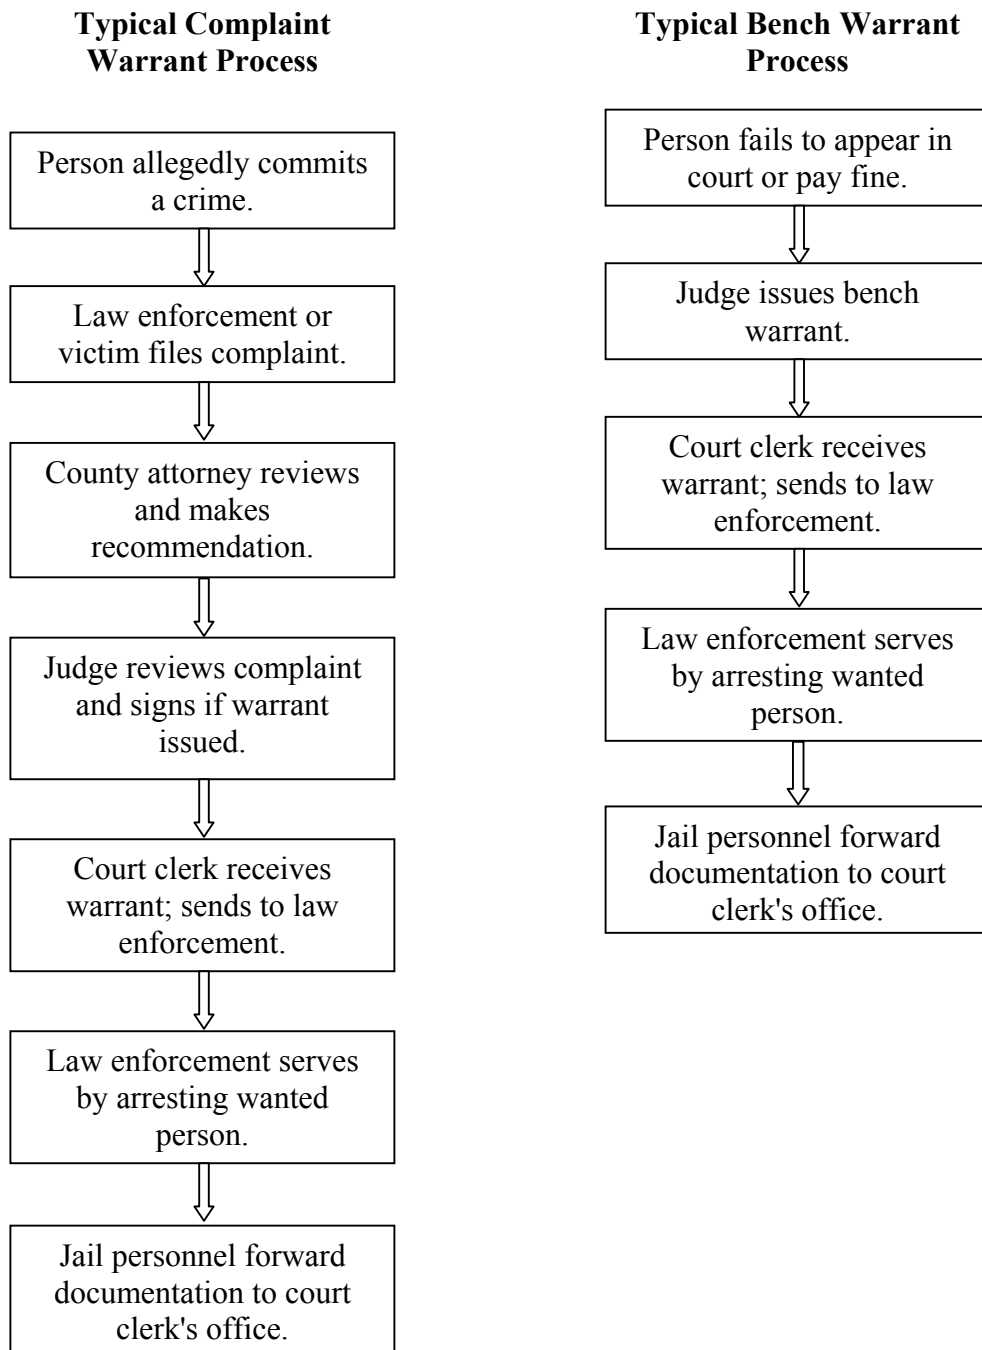 Typical Complaint
Warrant Process
Person allegedly commits
a crime.
Law enforcement or
victim files complaint.
County attorney reviews
and makes
recommendation.
Judge reviews complaint
and signs if warrant
issued.
Court clerk receives
warrant; sends to law
enforcement.
Law enforcement serves
by arresting wanted
person.
Jail personnel forward
documentation to court
clerk's office.
Typical Bench Warrant
Process
Person fails to appear in
court or pay fine.
Judge issues bench
warrant.
Court clerk receives
warrant; sends to law
enforcement.
Law enforcement serves
by arresting wanted
person.
Jail personnel forward
documentation to court
clerk's office.